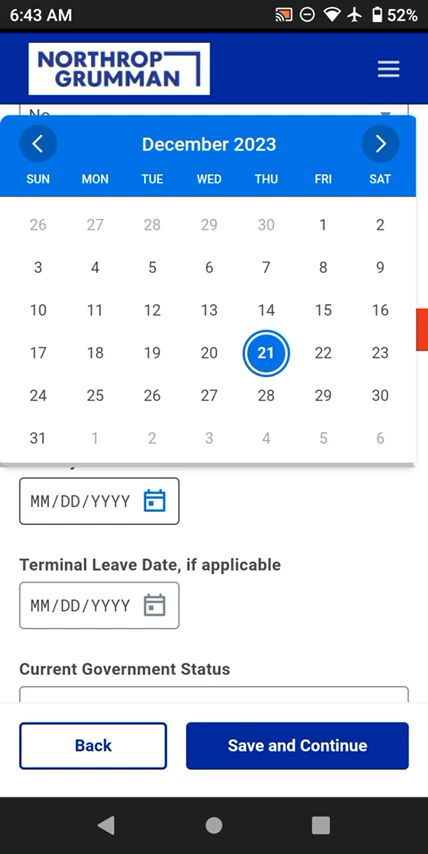 6:43 AM 52%
NORTHROP
GRUMMAN
No
December 2023
SUN MON TUE WED THU FRI SAT
26 27 28 29 30 1 2
3 4 5 6 7 8 9
10 11 12 13 14 15 16
17 18 19 20 21 22 23
24 25 26 27 28 29 30
31 1 2 3 4 5 6
MM/DD/YYYY
Terminal Leave Date, if applicable
MM/DD/YYYY
Current Government Status
Back Save and Continue